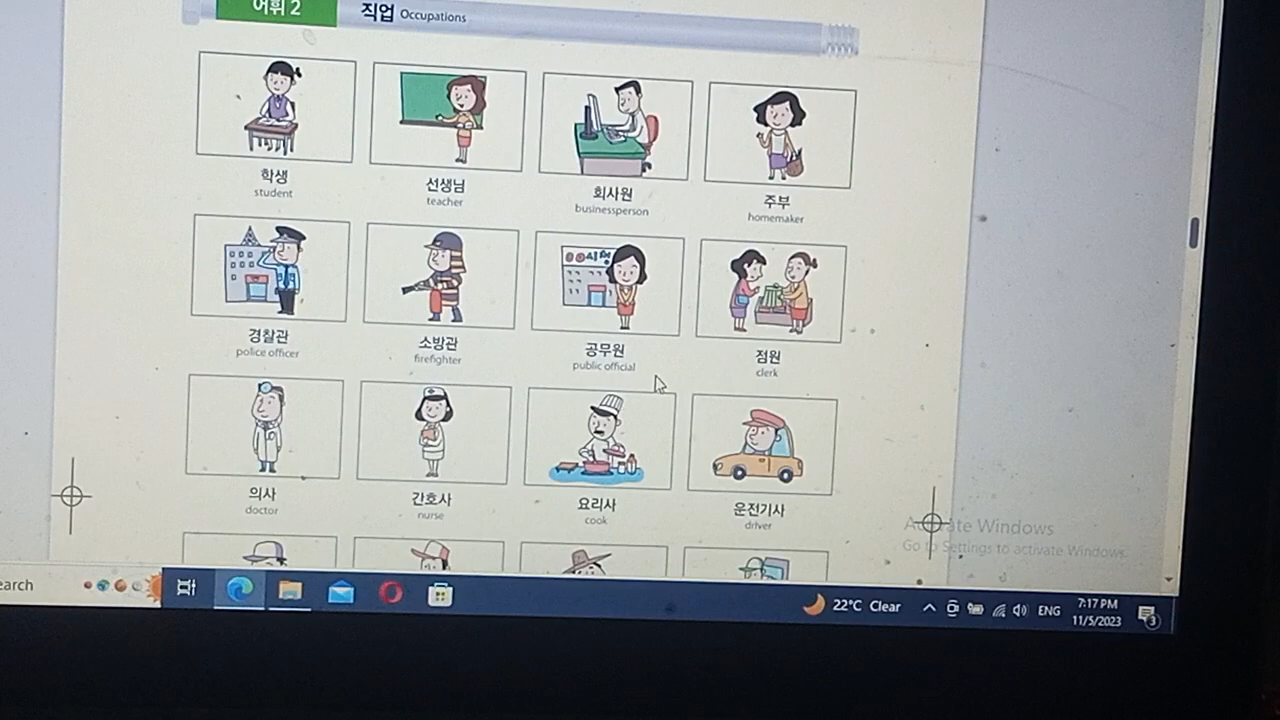 어휘 2
직업 Occupations
학생
student
선생님
teacher
회사원
businessperson
주부
homemaker
경찰관
police officer
소방관
firefighter
시청
공무원
public official
점원
clerk
의사
doctor
간호사
nurse
요리사
cook
운전기사
driver
Activate Windows
Go to Settings to activate Windows.
earch
22°C Clear
ENG
7:17 PM
11/5/2023
3